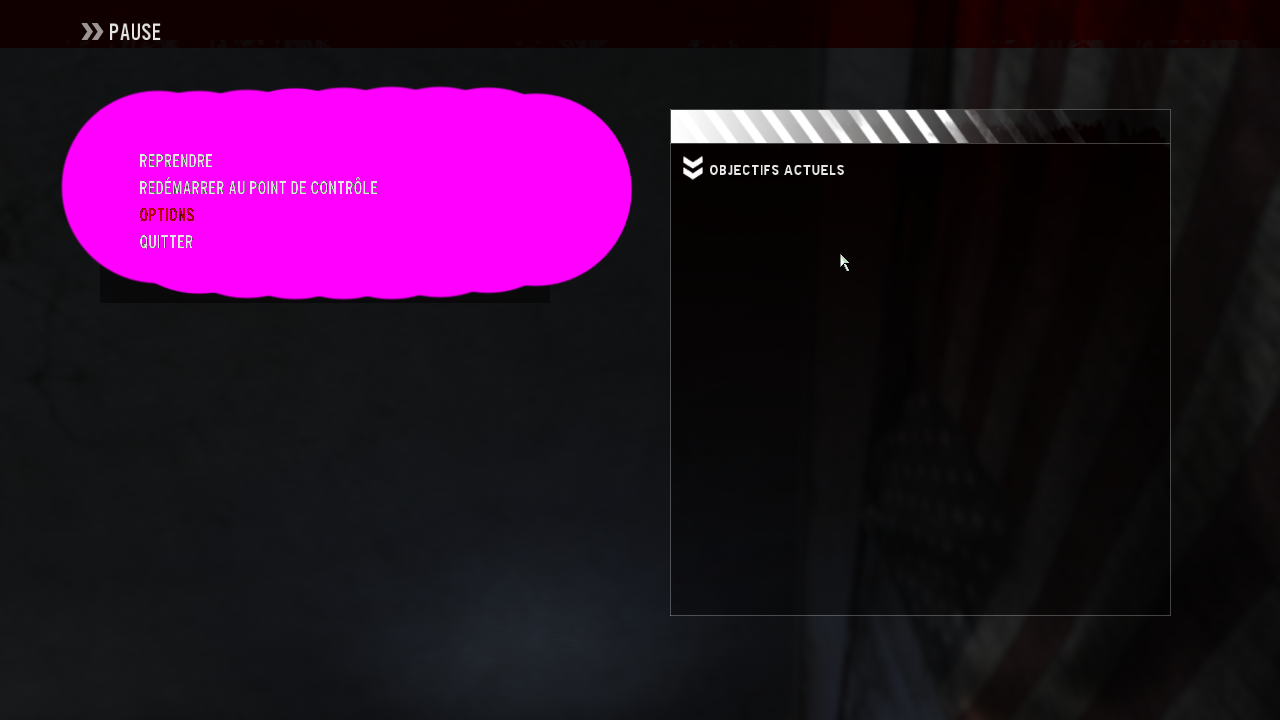 PAUSE
REPRENDRE
REDÉMARRER AU POINT DE CONTRÔLE
OPTIONS
QUITTER
OBJECTIFS ACTUELS